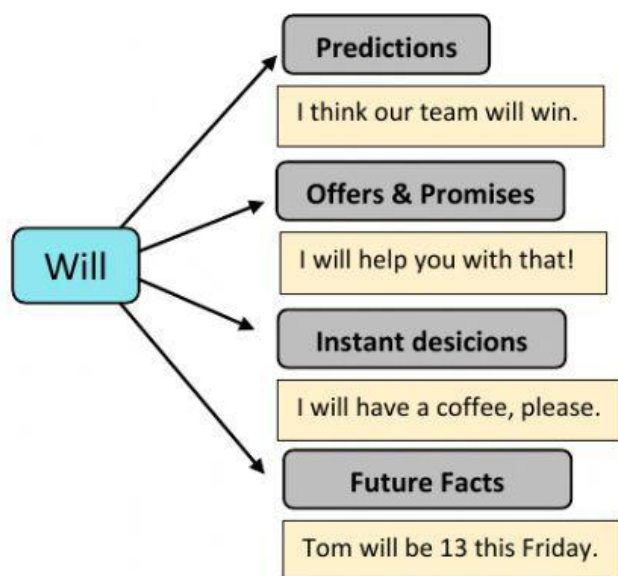 Predictions
I think our team will win.
Offers & Promises
I will help you with that!
Will
Instant desicions
I will have a coffee, please.
Future Facts
Tom will be 13 this Friday.